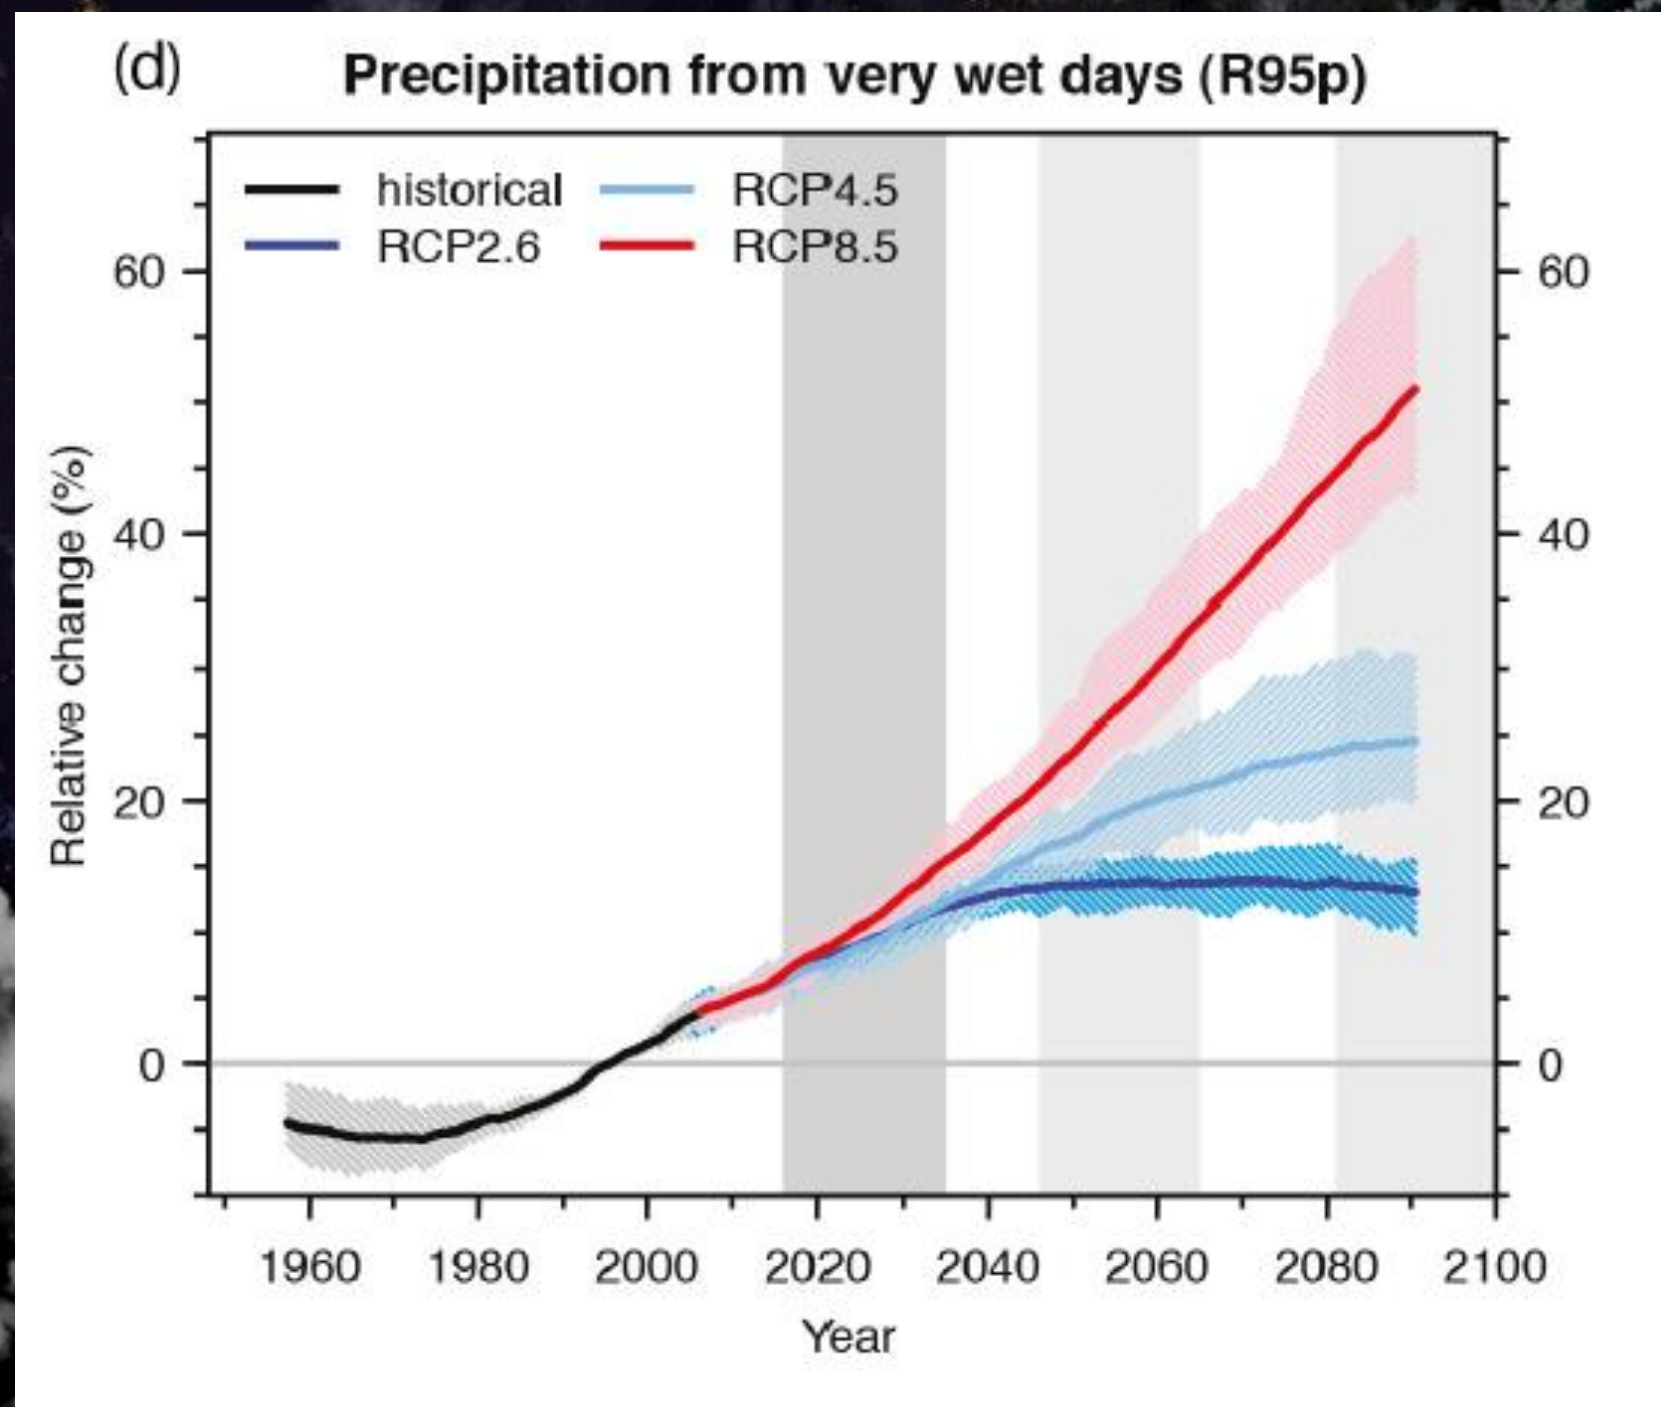 (d)
Precipitation from very wet days (R95p)
historical
RCP4.5
RCP2.6
RCP8.5
60
60
40
40
20
20
0
0
Relative change (%)
1960 1980 2000 2020 2040 2060 2080 2100
Year